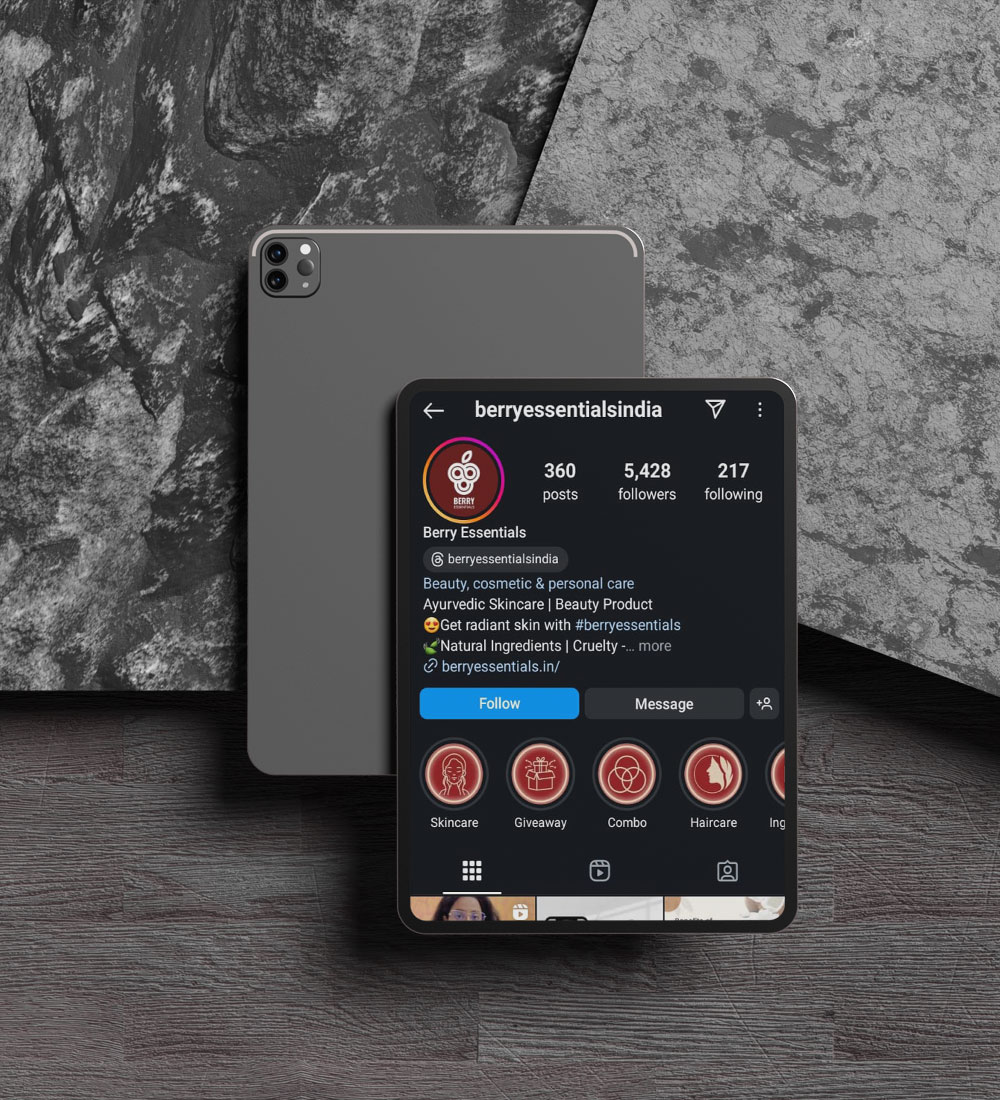 berryessentialsindia
BERRY
ESSENTIALS
360
5,428
217
posts
followers
following
Berry Essentials
berryessentialsindia
Beauty, cosmetic & personal care
Ayurvedic Skincare | Beauty Product
😍Get radiant skin with #berryessentials
🌿Natural Ingredients | Cruelty -... more
berryessentials.in/
Follow
Message
Skincare
Giveaway
Combo
Haircare
Ing